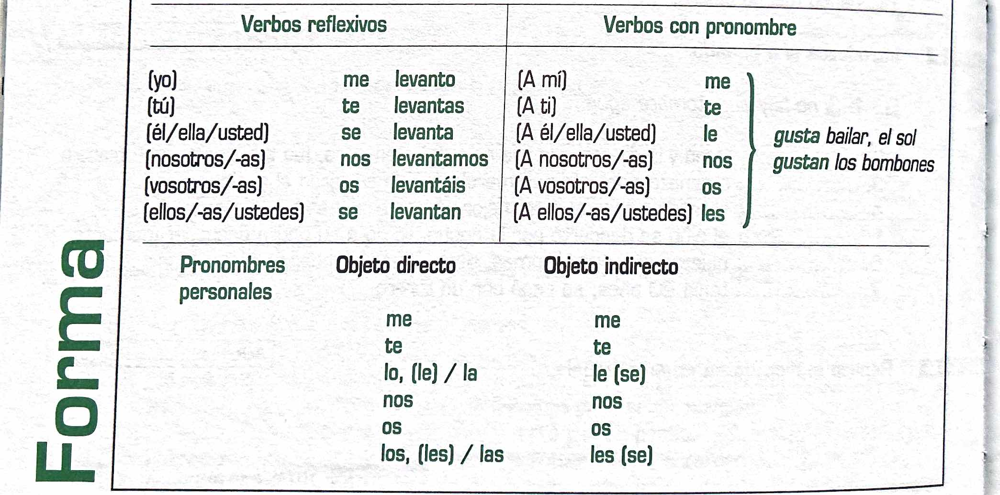 Forma
Verbos reflexivos Verbos con pronombre
(yo) me levanto (A mí) me
(tú) te levantas (A ti) te
(él/ella/usted) se levanta (A él/ella/usted) le gusta bailar, el sol
(nosotros/-as) nos levantamos (A nosotros/-as) nos gustan los bombones
(vosotros/-as) os levantáis (A vosotros/-as) os
(ellos/-as/ustedes) se levantan (A ellos/-as/ustedes) les
Pronombres Objeto directo Objeto indirecto
personales
me me
te te
lo, (le) / la le (se)
nos nos
os os
los, (les) / las les (se)